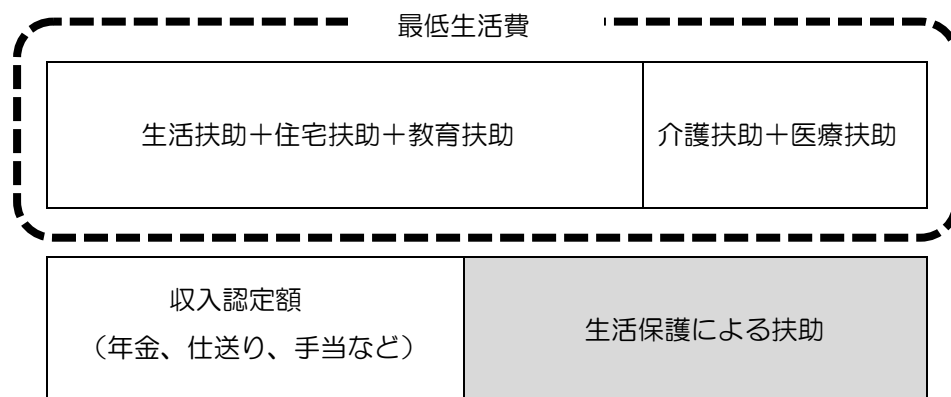 最低生活費
生活扶助＋住宅扶助＋教育扶助
介護扶助＋医療扶助
収入認定額
（年金、仕送り、手当など）
生活保護による扶助